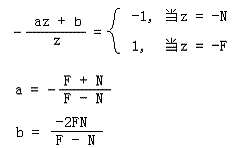 - (az + b)/z = { -1, 当z = -N
1, 当z = -F
a = - (F + N)/(F - N)
b = (-2FN)/(F - N)